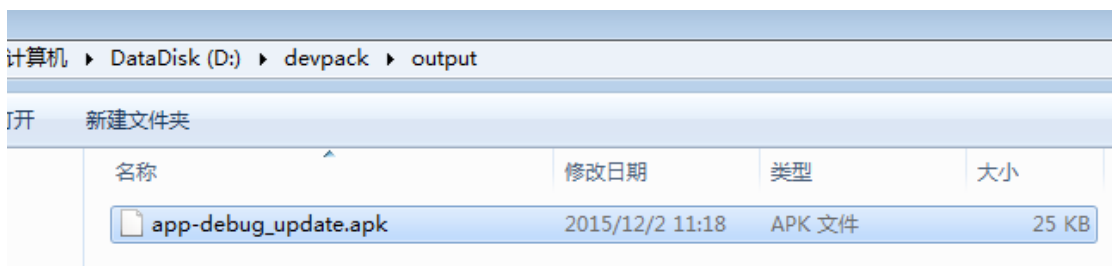 计算机 ▸ DataDisk (D:) ▸ devpack ▸ output
打开 新建文件夹
名称 修改日期 类型 大小
app-debug_update.apk 2015/12/2 11:18 APK 文件 25 KB